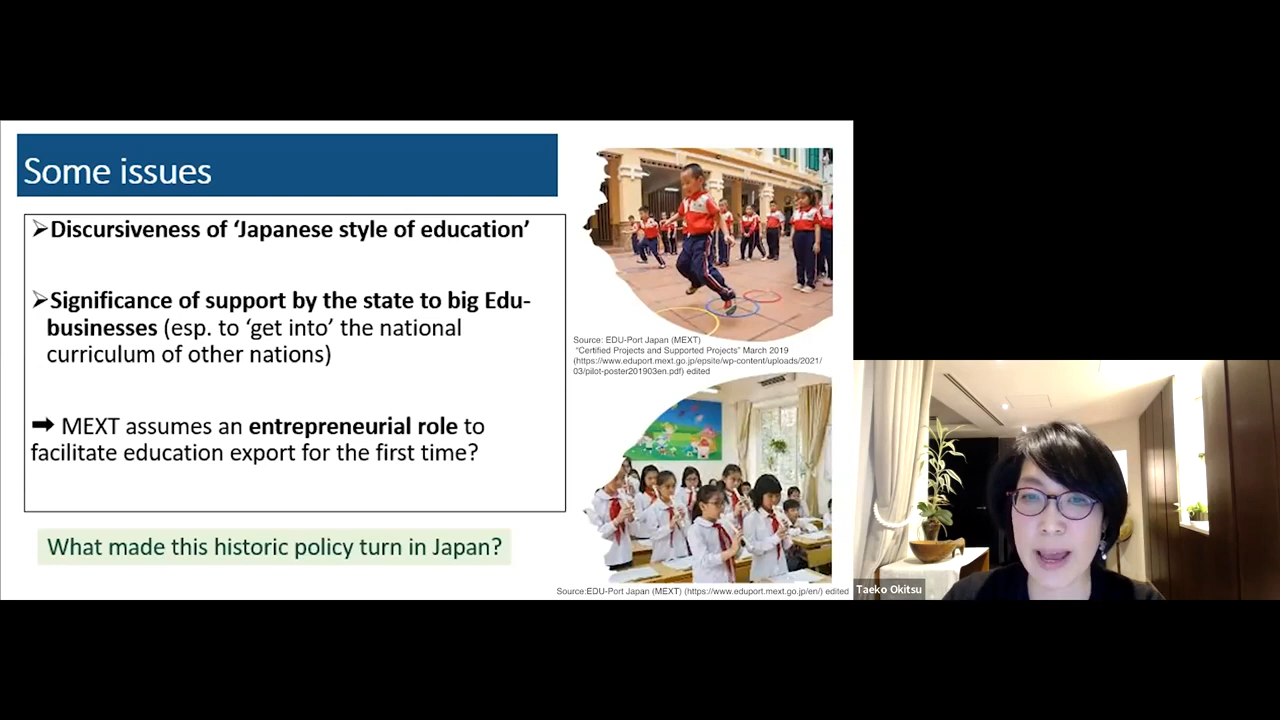 Some issues
➢Discursiveness of ‘Japanese style of education’
➢Significance of support by the state to big Edu-
businesses (esp. to ‘get into’ the national
curriculum of other nations)
➡ MEXT assumes an entrepreneurial role to
facilitate education export for the first time?
What made this historic policy turn in Japan?
Source: EDU-Port Japan (MEXT)
“Certified Projects and Supported Projects” March 2019
(https://www.eduport.mext.go.jp/epsite/wp-content/uploads/2021/
03/pilot-poster201903en.pdf) edited
Source:EDU-Port Japan (MEXT) (https://www.eduport.mext.go.jp/en/) edited
Taeko Okitsu